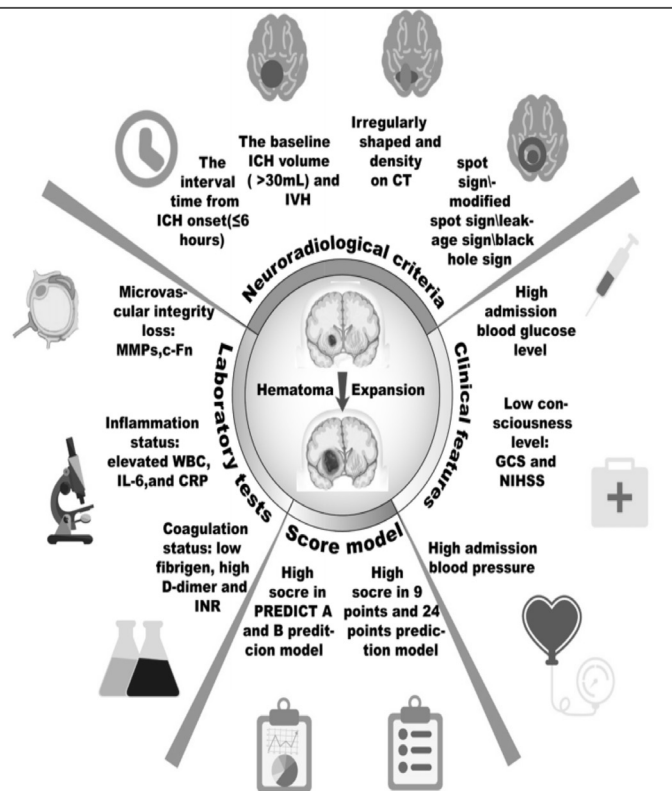 The
interval
time from
ICH onset(≤6
hours)
The baseline
ICH volume
( >30mL) and
IVH
Irregularly
shaped and
density
on CT
spot
sign\-
modified
spot sign\leak-
age sign\black
hole sign
Neuroradiological criteria
Microvas-
cular integrity
loss:
MMPs,c-Fn
Inflammation
status:
elevated WBC,
IL-6,and CRP
Coagulation
status: low
fibrigen, high
D-dimer and
INR
Laboratory tests
Hematoma Expansion
Clinical features
High
admission
blood glucose
level
Low con-
sciousness
level:
GCS and
NIHSS
High admission
blood pressure
Score model
High
socre in
PREDICT A
and B predit-
cion model
High
socre in 9
points and 24
points predic-
tion model